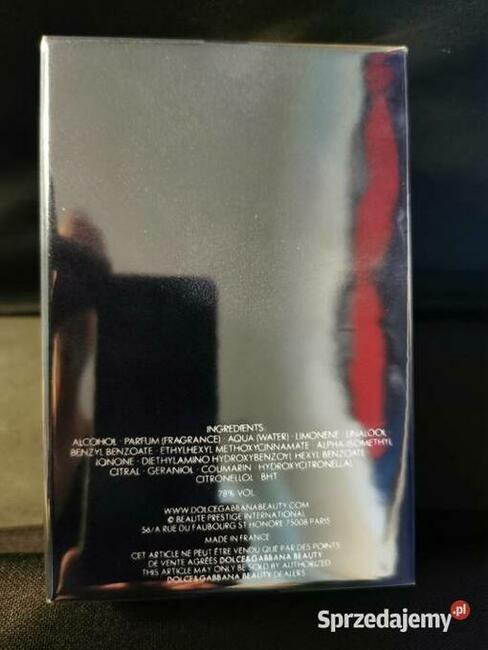 INGREDIENTS:
ALCOHOL · PARFUM (FRAGRANCE) · AQUA (WATER) · LIMONENE · LINALOOL ·
BENZYL BENZOATE · ETHYLHEXYL METHOXYCINNAMATE · ALPHA-ISOMETHYL
IONONE · DIETHYLAMINO HYDROXYBENZOYL HEXYL BENZOATE ·
CITRAL · GERANIOL · COUMARIN · HYDROXYCITRONELLAL ·
CITRONELLOL · BHT
78% VOL.
WWW.DOLCEGABBANABEAUTY.COM
© BEAUTE PRESTIGE INTERNATIONAL
56/A RUE DU FAUBOURG ST HONORE 75008 PARIS
MADE IN FRANCE
CET ARTICLE NE PEUT ÊTRE VENDU QUE PAR DES POINTS
DE VENTE AGRÉÉS DOLCE&GABBANA BEAUTY
THIS ARTICLE MAY ONLY BE SOLD BY AUTHORIZED
DOLCE&GABBANA BEAUTY DEALERS
Sprzedajemy.pl